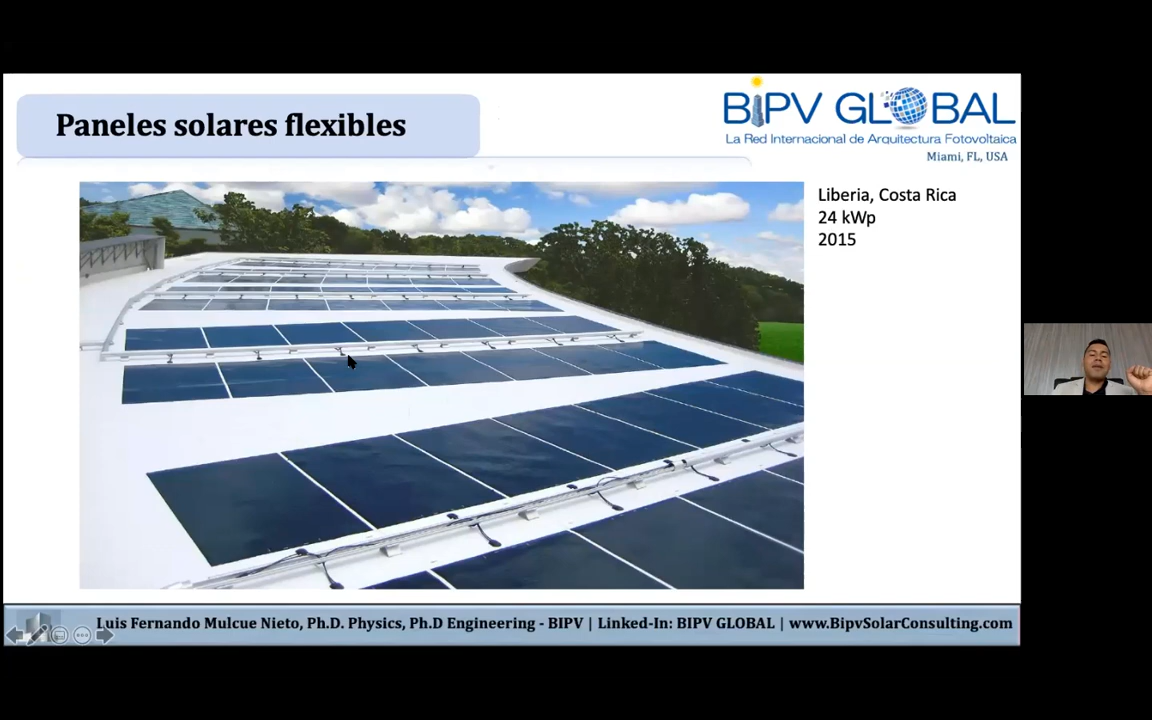 Paneles solares flexibles
BIPV GLOBAL
La Red Internacional de Arquitectura Fotovoltaica
Miami, FL, USA
Liberia, Costa Rica
24 kWp
2015
Luis Fernando Mulcue Nieto, Ph.D. Physics, Ph.D Engineering - BIPV | Linked-In: BIPV GLOBAL | www.BipvSolarConsulting.com